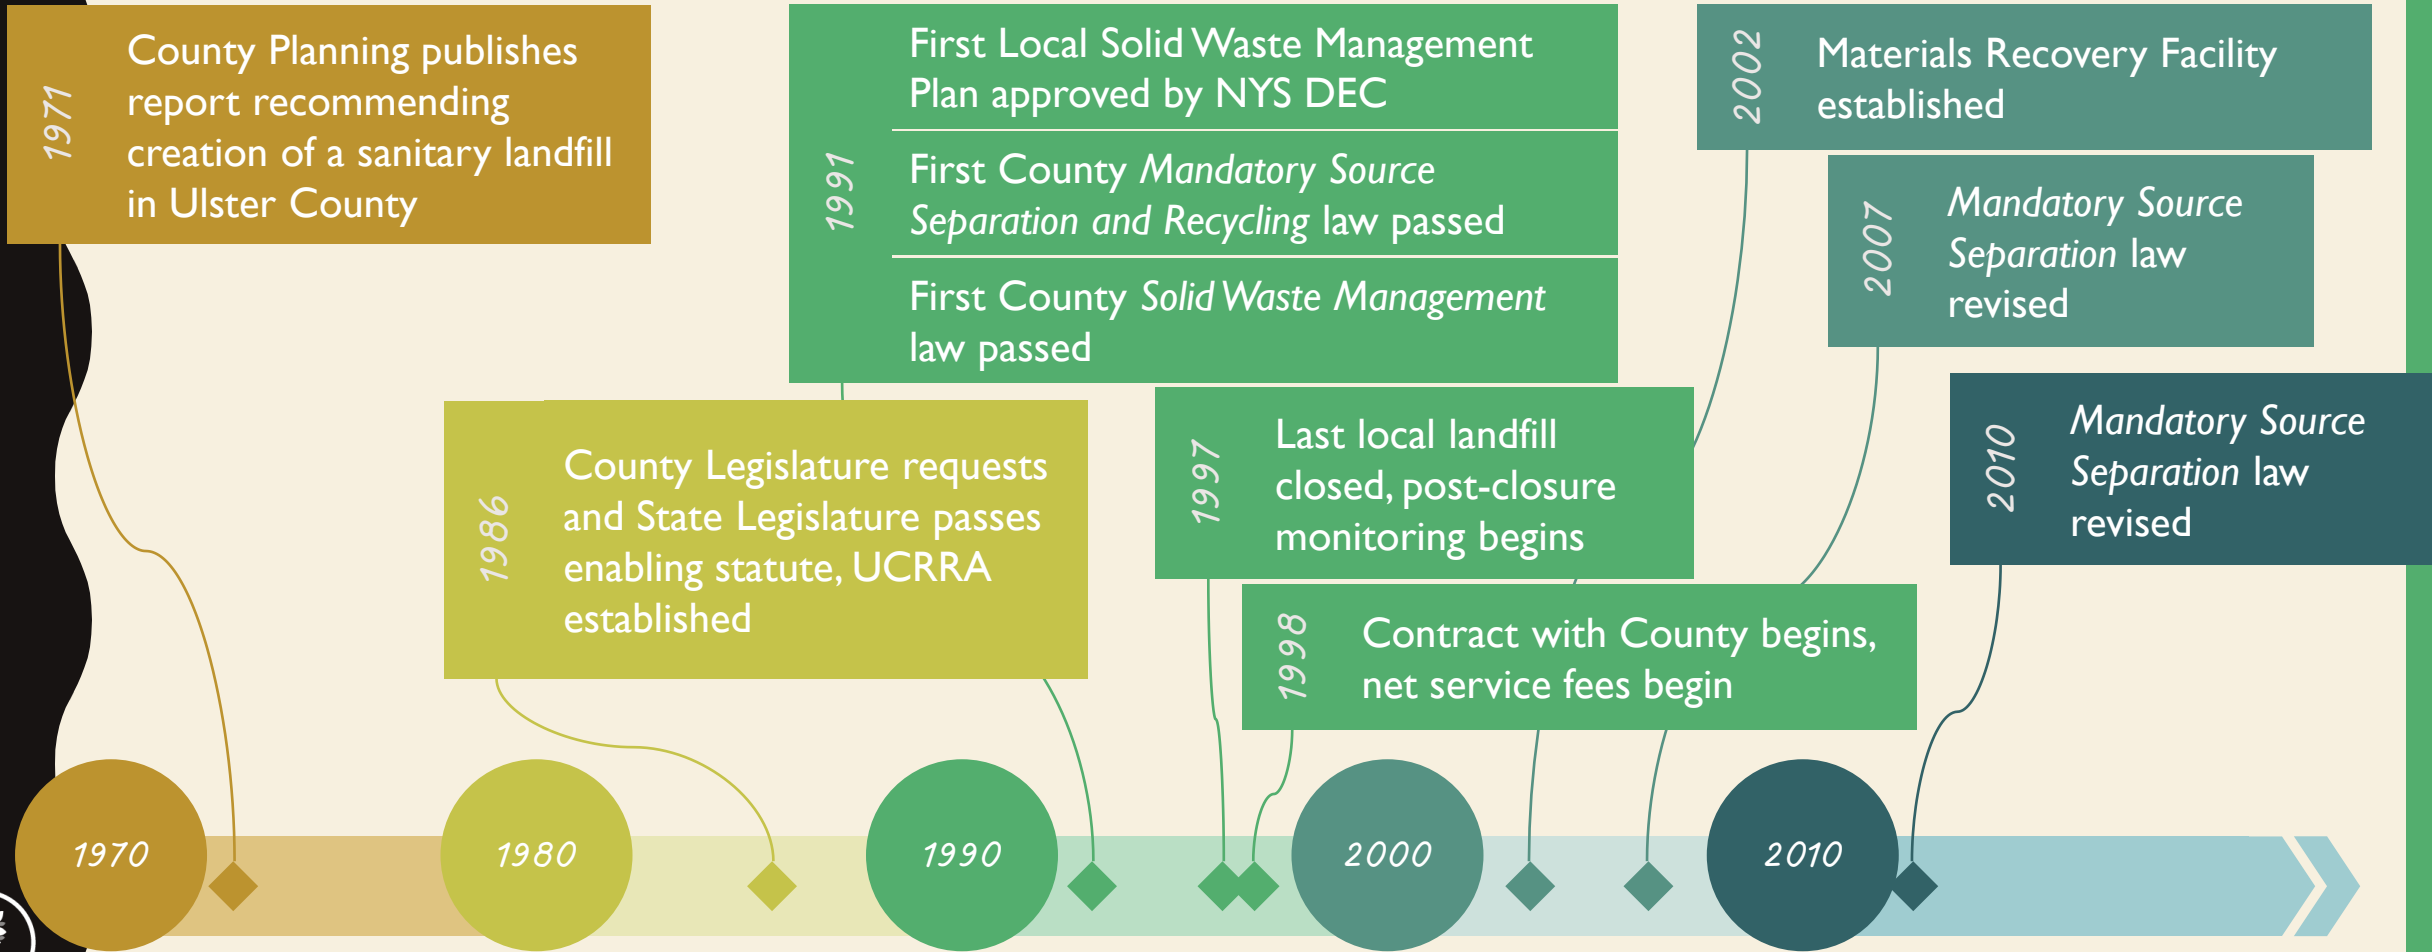 1971
County Planning publishes
report recommending
creation of a sanitary landfill
in Ulster County
1986
County Legislature requests
and State Legislature passes
enabling statute, UCRRA
established
1991
First Local Solid Waste Management
Plan approved by NYS DEC
First County Mandatory Source
Separation and Recycling law passed
First County Solid Waste Management
law passed
1997
Last local landfill
closed, post-closure
monitoring begins
1998
Contract with County begins,
net service fees begin
2002
Materials Recovery Facility
established
2007
Mandatory Source
Separation law
revised
2010
Mandatory Source
Separation law
revised
1970
1980
1990
2000
2010